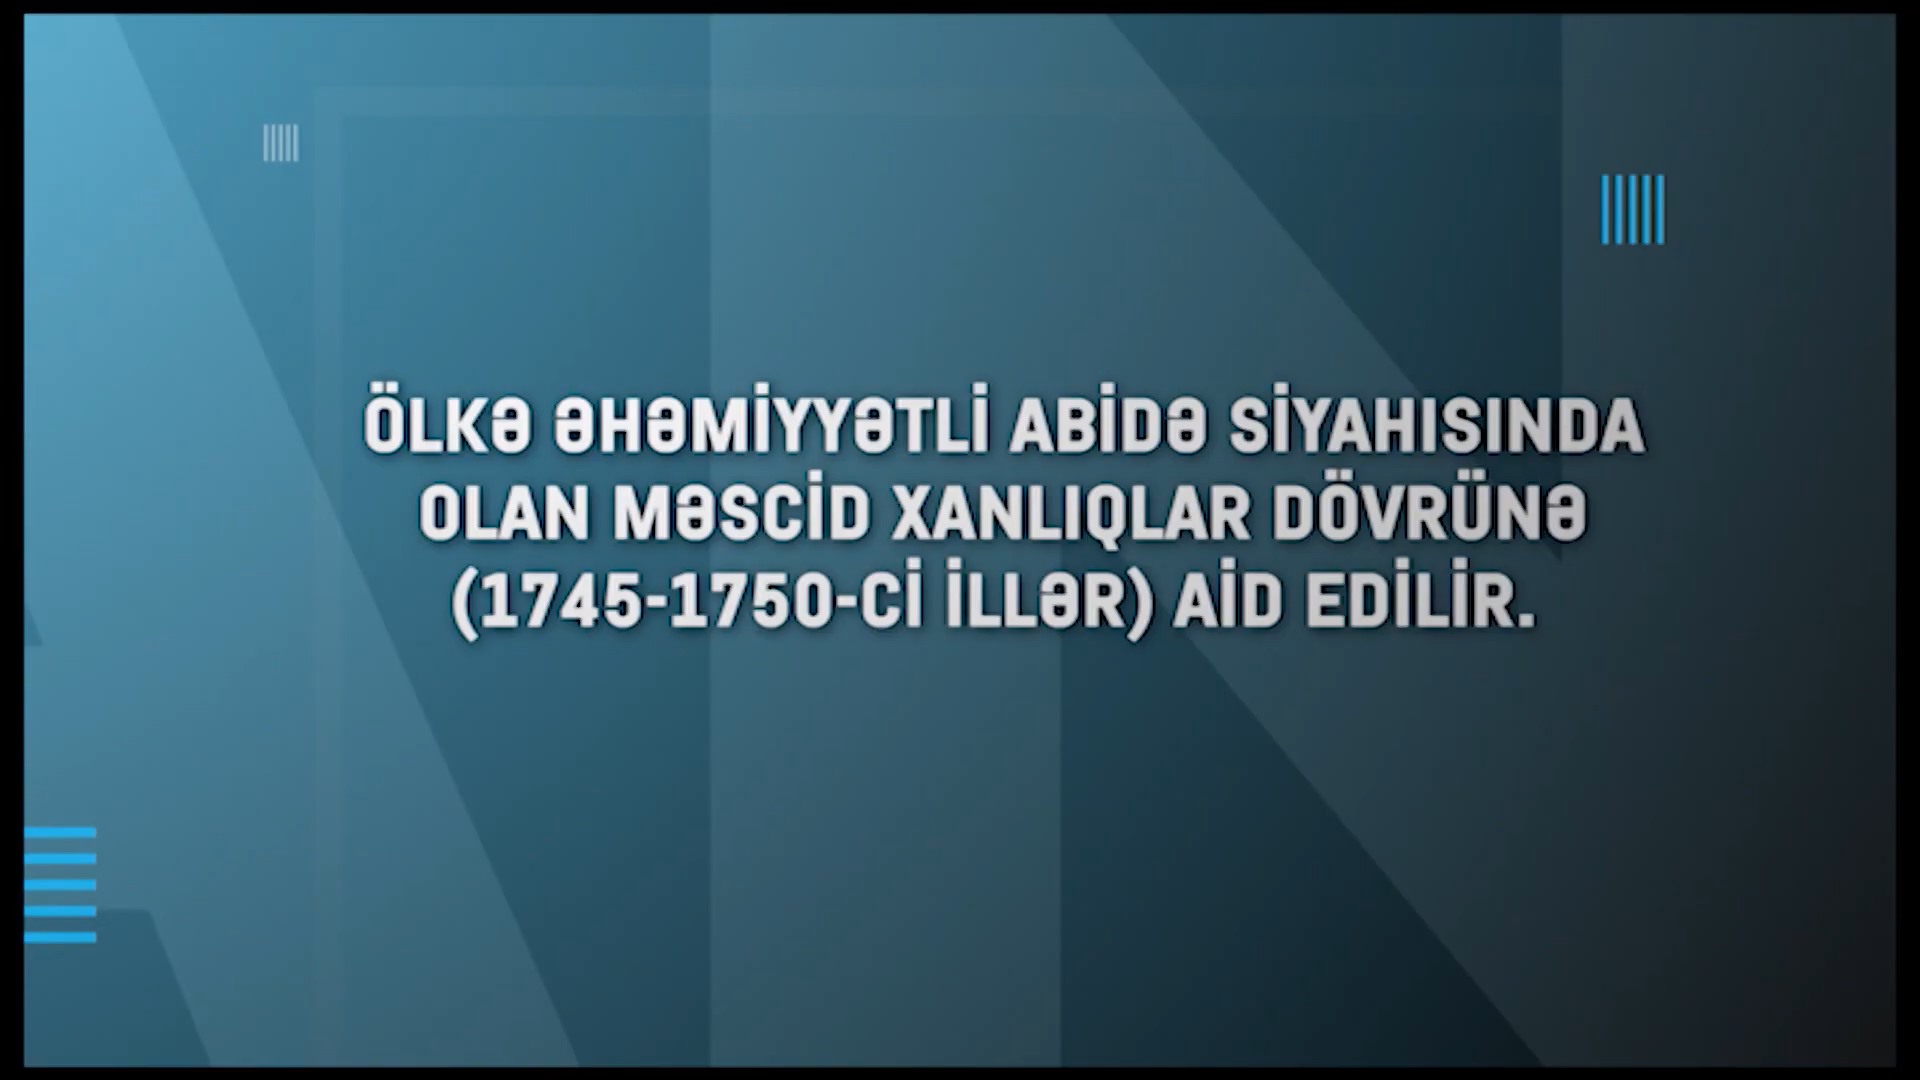 ÖLKƏ ƏHƏMİYYƏTLİ ABİDƏ SİYAHISINDA
OLAN MƏSCİD XANLIQLAR DÖVRÜNƏ
(1745-1750-Cİ İLLƏR) AİD EDİLİR.